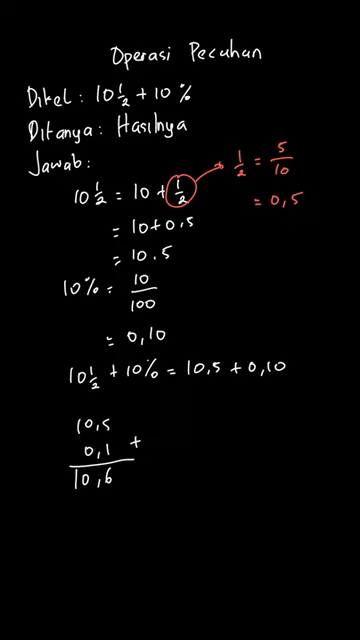 Operasi Pecahan
Diket: 10 1/2 + 10 %
Ditanya: Hasilnya
Jawab:
10 1/2 = 10 + 1/2
1/2 = 5/10
= 0,5
= 10 + 0,5
= 10.5
10% = 10/100
= 0,10
10 1/2 + 10% = 10,5 + 0,10
10,5
0,1 +
10,6